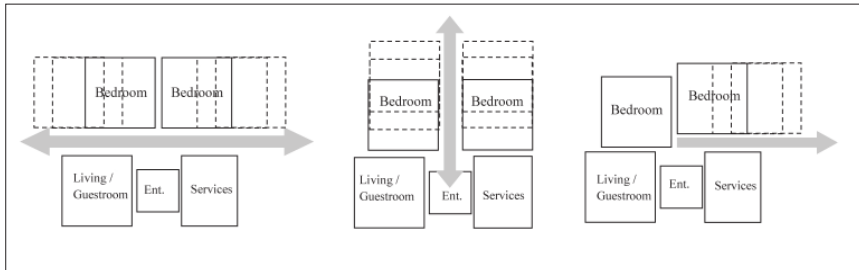 Bedroom Bedroom
Living /
Guestroom
Ent.
Services
Bedroom Bedroom
Living /
Guestroom
Ent.
Services
Bedroom
Bedroom
Living /
Guestroom
Ent.
Services